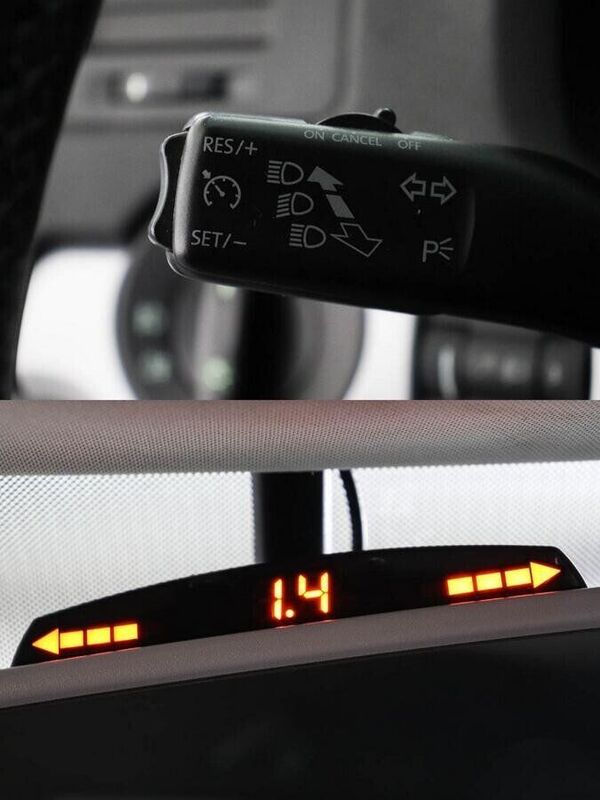 ON CANCEL OFF
RES/+
SET/-
P
1.4